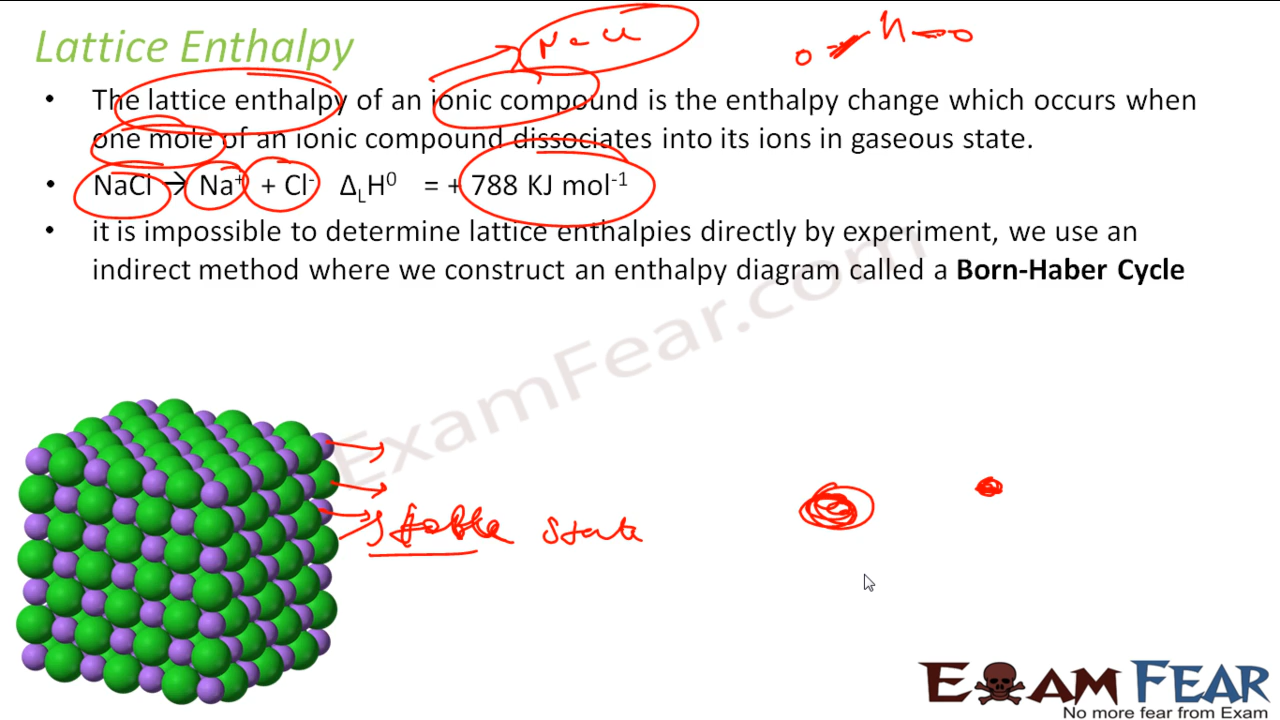 Lattice Enthalpy
NaCl
• The lattice enthalpy of an ionic compound is the enthalpy change which occurs when
one mole of an ionic compound dissociates into its ions in gaseous state.
• NaCl → Na⁺ + Cl⁻ Δ_LH⁰ = + 788 KJ mol⁻¹
• it is impossible to determine lattice enthalpies directly by experiment, we use an
indirect method where we construct an enthalpy diagram called a Born-Haber Cycle
ExamFear.com
Stable State
EXAM FEAR
No more fear from Exam